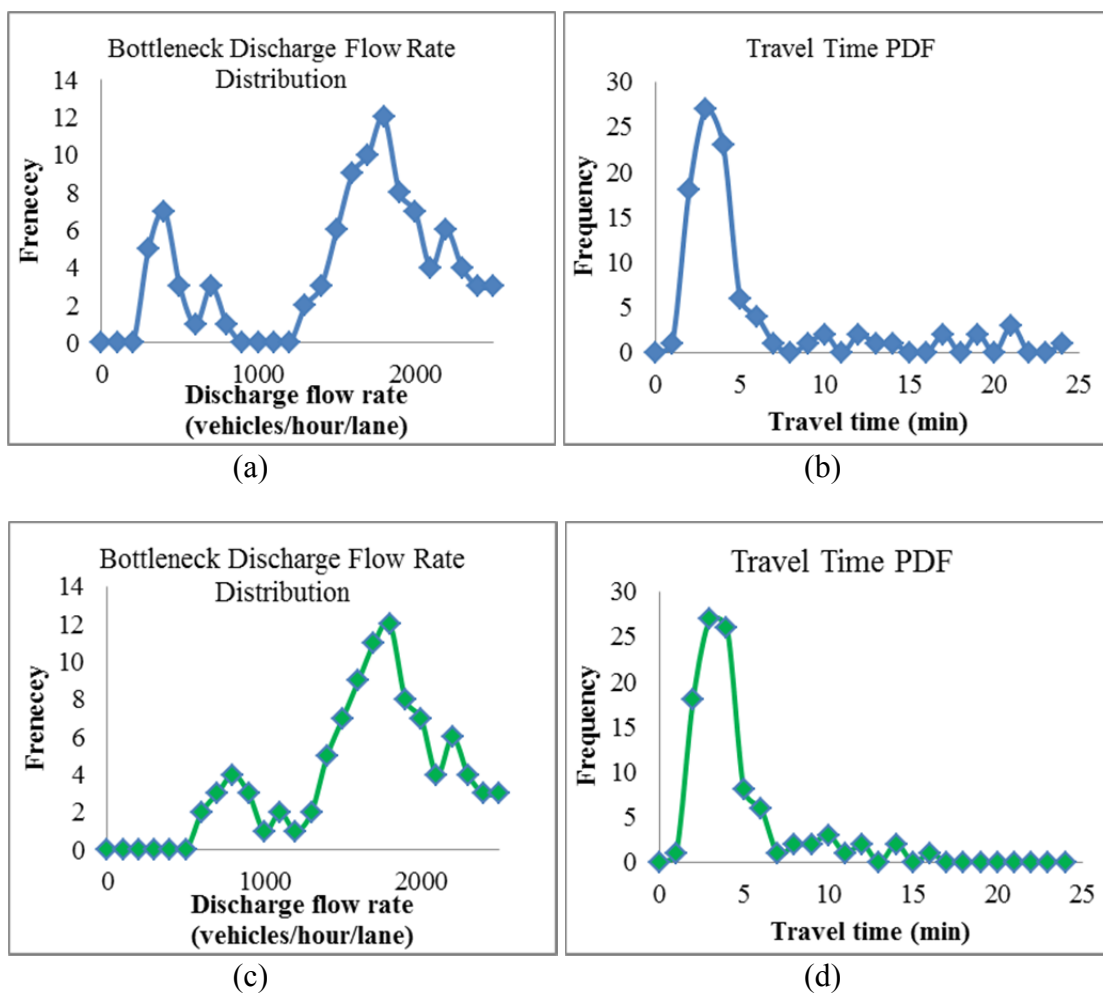 Bottleneck Discharge Flow Rate
Distribution
14
12
10
8
6
4
2
0
Frenecey
0 1000 2000
Discharge flow rate
(vehicles/hour/lane)
(a)
Travel Time PDF
30
25
20
15
10
5
0
Frequency
0 5 10 15 20 25
Travel time (min)
(b)
Bottleneck Discharge Flow Rate
Distribution
14
12
10
8
6
4
2
0
Frenecey
0 1000 2000
Discharge flow rate
(vehicles/hour/lane)
(c)
Travel Time PDF
30
25
20
15
10
5
0
Frequency
0 5 10 15 20 25
Travel time (min)
(d)